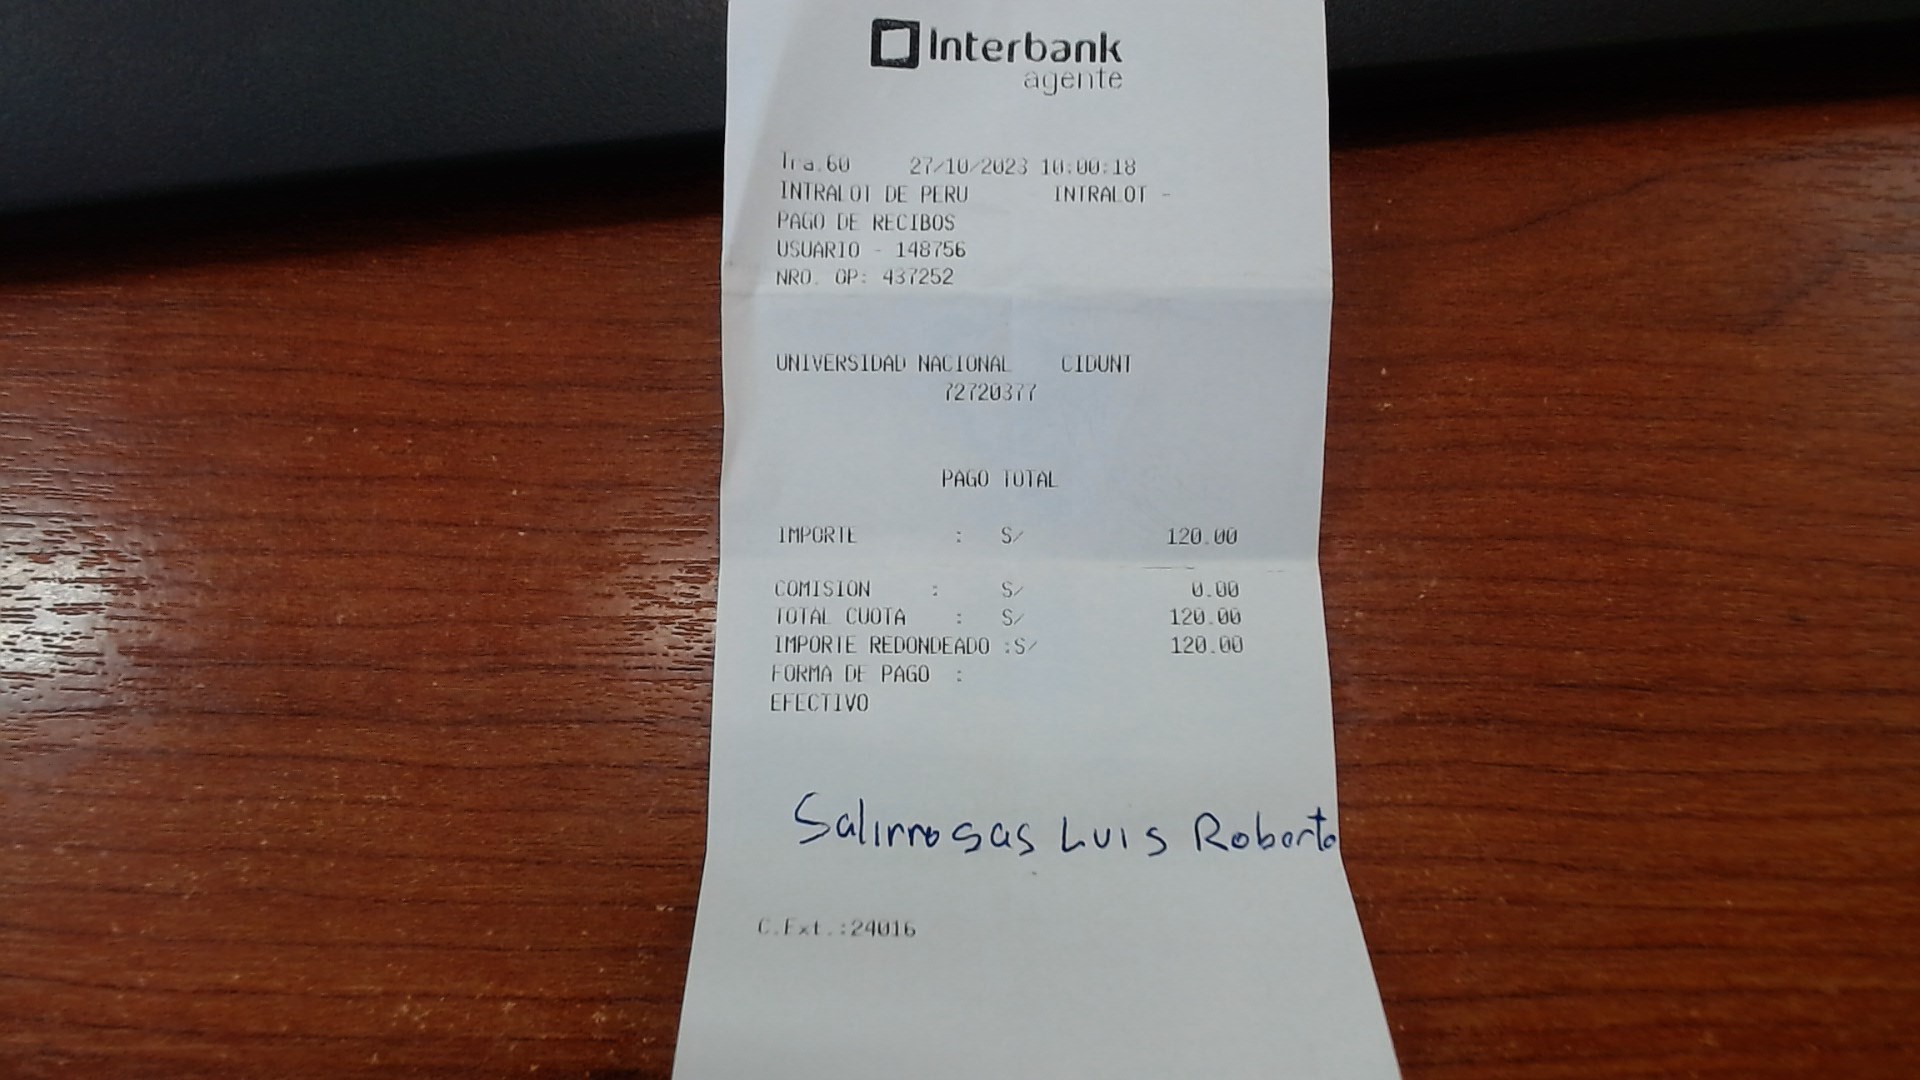 Interbank
agente
Tra.60 27/10/2023 10:00:18
INTRALOT DE PERU INTRALOT -
PAGO DE RECIBOS
USUARIO - 148756
NRO. OP: 437252
UNIVERSIDAD NACIONAL CIDUNT
72720377
PAGO TOTAL
IMPORTE : S/ 120.00
COMISION : S/ 0.00
TOTAL CUOTA : S/ 120.00
IMPORTE REDONDEADO :S/ 120.00
FORMA DE PAGO :
EFECTIVO
Salirrosas Luis Roberto
C.Ext.:24016